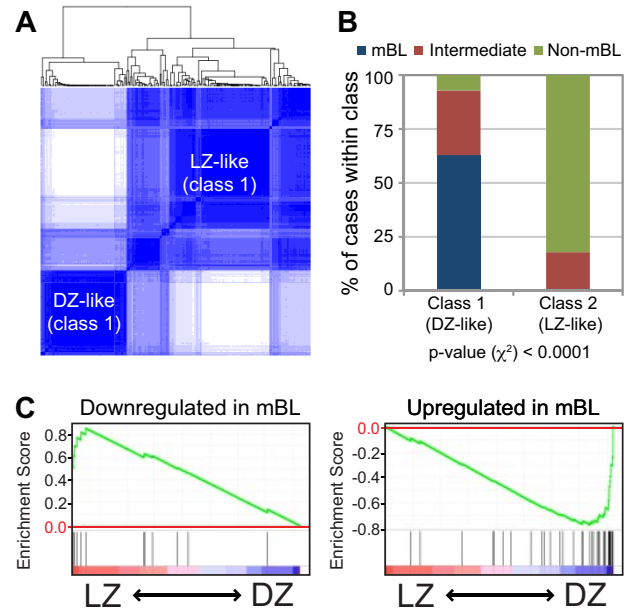 A
LZ-like
(class 1)
DZ-like
(class 1)
B
mBL Intermediate Non-mBL
% of cases within class
100
75
50
25
0
Class 1
(DZ-like)
Class 2
(LZ-like)
p-value (χ²) < 0.0001
C
Downregulated in mBL
Enrichment Score
0.8
0.6
0.4
0.2
0.0
LZ DZ
Upregulated in mBL
Enrichment Score
0.0
-0.2
-0.4
-0.6
-0.8
LZ DZ